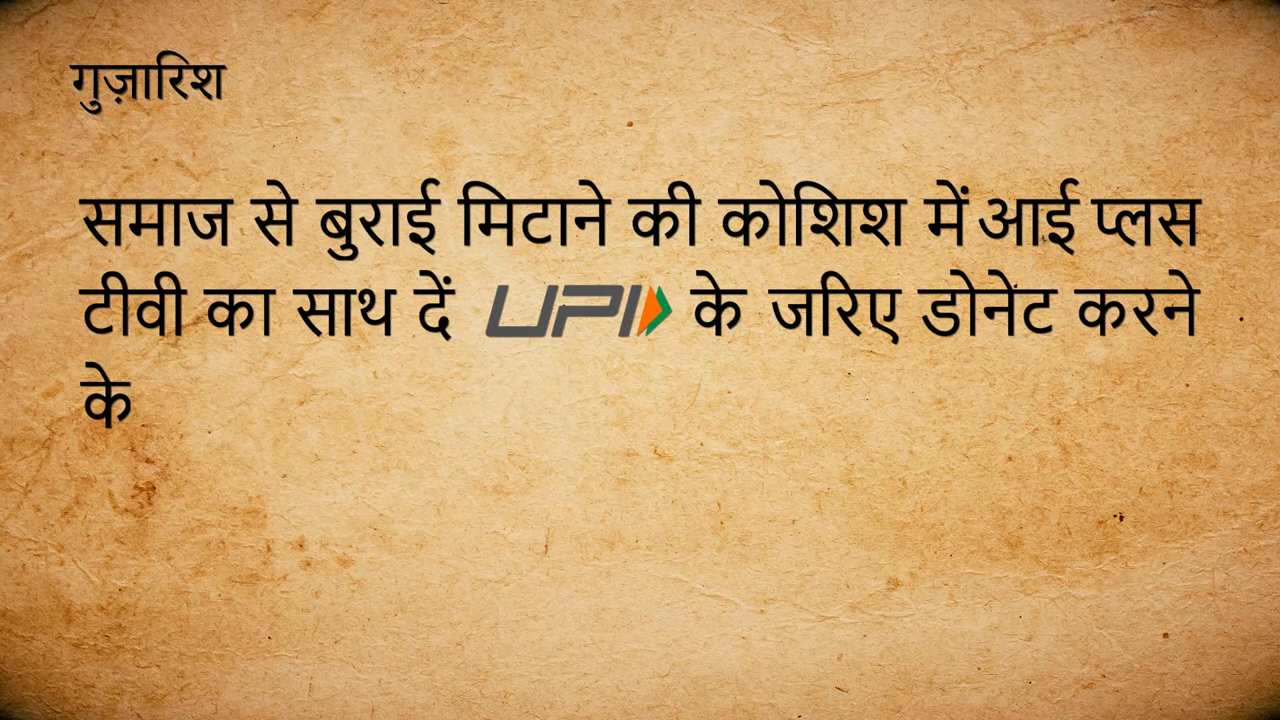 गुज़ारिश
समाज से बुराई मिटाने की कोशिश में आई प्लस
टीवी का साथ दें UPI के जरिए डोनेट करने
के